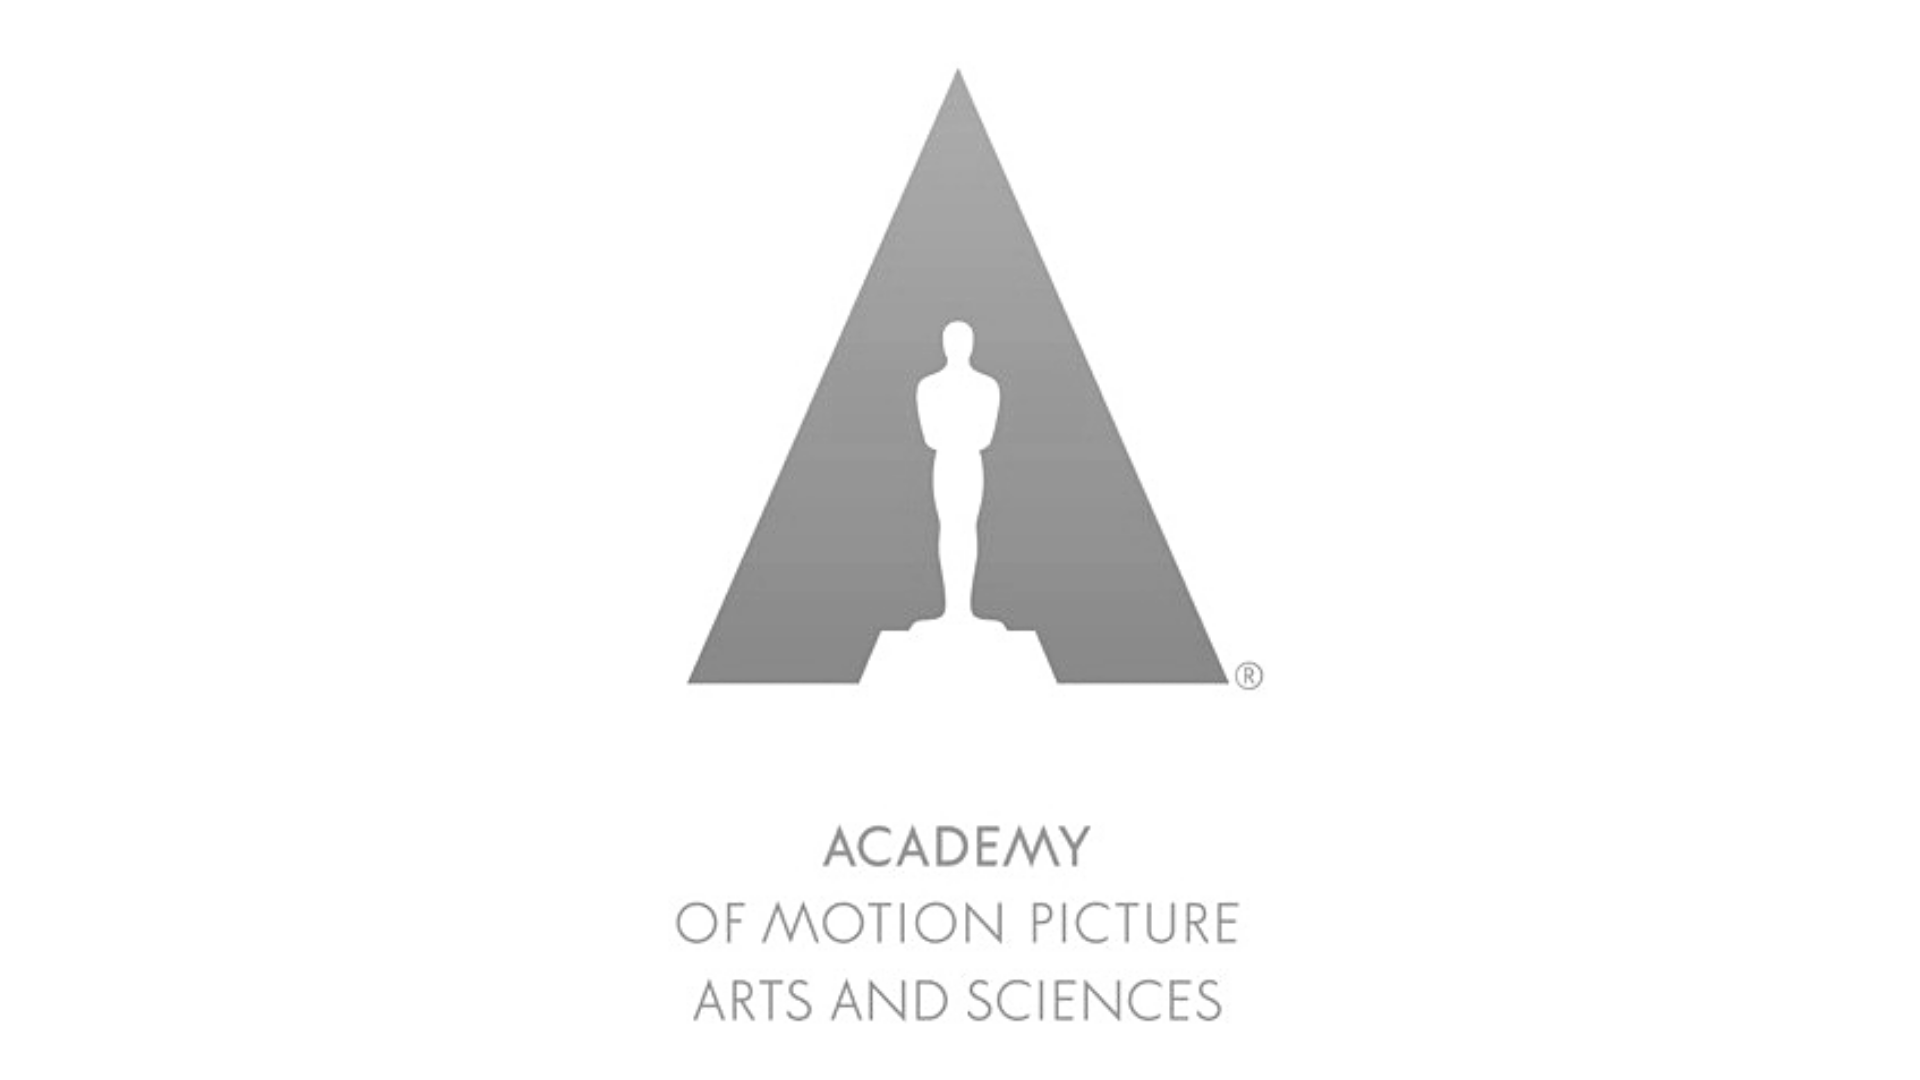 ®
ACADEMY
OF MOTION PICTURE
ARTS AND SCIENCES